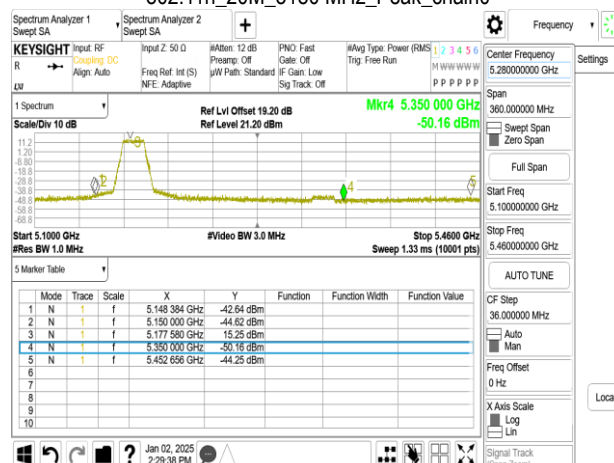 Spectrum Analyzer 1
Swept SA
Spectrum Analyzer 2
Swept SA
+
Frequency
KEYSIGHT
R
Input: RF
Coupling: DC
Align: Auto
Input Z: 50 Ω
Freq Ref: Int (S)
NFE: Adaptive
#Atten: 12 dB
Preamp: Off
µW Path: Standard
PNO: Fast
Gate: Off
IF Gain: Low
Sig Track: Off
#Avg Type: Power (RMS
Trig: Free Run
1 2 3 4 5 6
M W W W W W
P P P P P P
Center Frequency
5.280000000 GHz
Settings
Span
360.000000 MHz
Swept Span
Zero Span
Full Span
Start Freq
5.100000000 GHz
Stop Freq
5.460000000 GHz
AUTO TUNE
CF Step
36.000000 MHz
Auto
Man
Freq Offset
0 Hz
X Axis Scale
Log
Lin
Signal Track
Loca
1 Spectrum
Scale/Div 10 dB
Ref Lvl Offset 19.20 dB
Ref Level 21.20 dBm
Mkr4 5.350 000 GHz
-50.16 dBm
11.2
1.20
-8.80
-18.8
-28.8
-38.8
-48.8
-58.8
-68.8
Start 5.1000 GHz
#Res BW 1.0 MHz
#Video BW 3.0 MHz
Stop 5.4600 GHz
Sweep 1.33 ms (10001 pts)
5 Marker Table
Mode Trace Scale X Y Function Function Width Function Value
1 N 1 f 5.148 384 GHz -42.64 dBm
2 N 1 f 5.150 000 GHz -44.62 dBm
3 N 1 f 5.177 580 GHz 15.25 dBm
4 N 1 f 5.350 000 GHz -50.16 dBm
5 N 1 f 5.452 656 GHz -44.25 dBm
6
7
8
9
10
Jan 02, 2025
2:29:38 PM